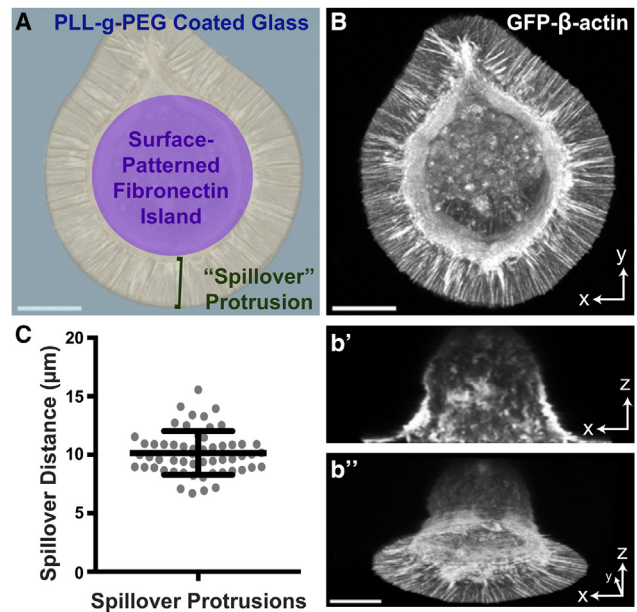 A
PLL-g-PEG Coated Glass
Surface-
Patterned
Fibronectin
Island
“Spillover”
Protrusion
B
GFP-β-actin
y
x
C
Spillover Distance (µm)
20
15
10
5
0
Spillover Protrusions
b’
z
x
b’’
z
y
x